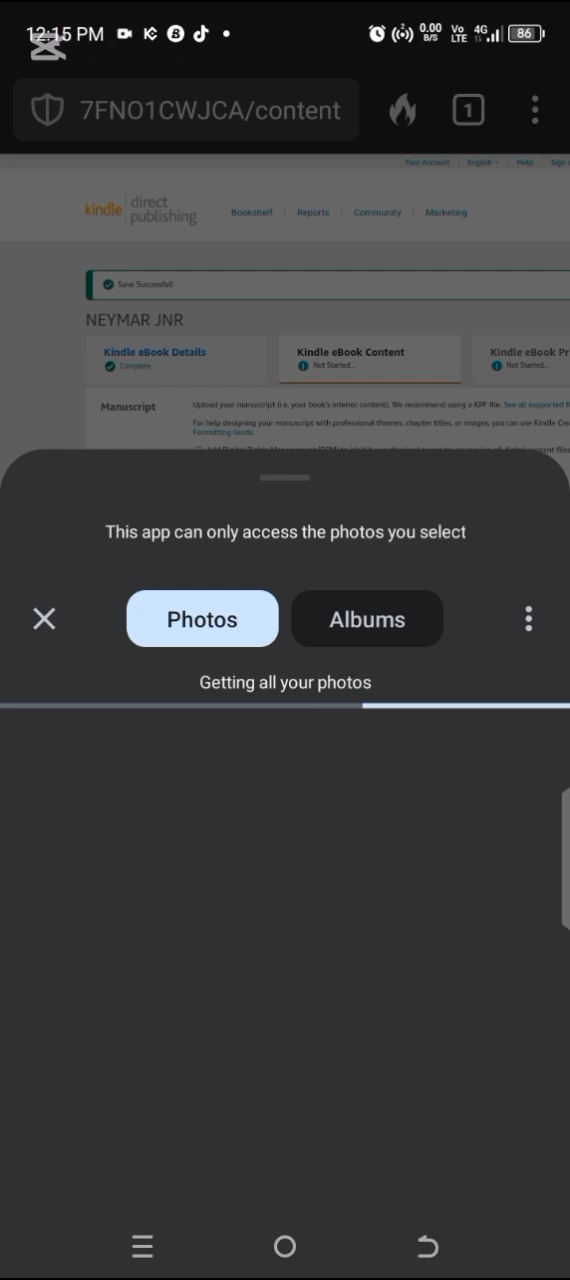 12:15 PM
0.00
B/S
Vo
LTE
4G
86
7FNO1CWJCA/content
1
Your Account
English
Help
Sign
kindle direct
publishing
Bookshelf
Reports
Community
Marketing
Save Successful!
NEYMAR JNR
Kindle eBook Details
Complete
Kindle eBook Content
Not Started...
Kindle eBook Pr
Not Started...
Manuscript
Upload your manuscript (i.e. your book's interior content). We recommend using a KPF file. See all supported f
For help designing your manuscript with professional themes, chapter titles, or images, you can use Kindle Crea
Formatting Guide.
This app can only access the photos you select
Photos
Albums
Getting all your photos